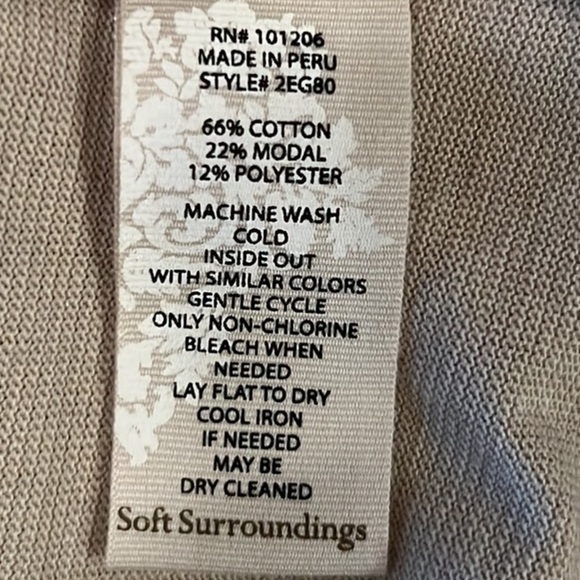 RN# 101206
MADE IN PERU
STYLE# 2EG80
66% COTTON
22% MODAL
12% POLYESTER
MACHINE WASH
COLD
INSIDE OUT
WITH SIMILAR COLORS
GENTLE CYCLE
ONLY NON-CHLORINE
BLEACH WHEN
NEEDED
LAY FLAT TO DRY
COOL IRON
IF NEEDED
MAY BE
DRY CLEANED
Soft Surroundings